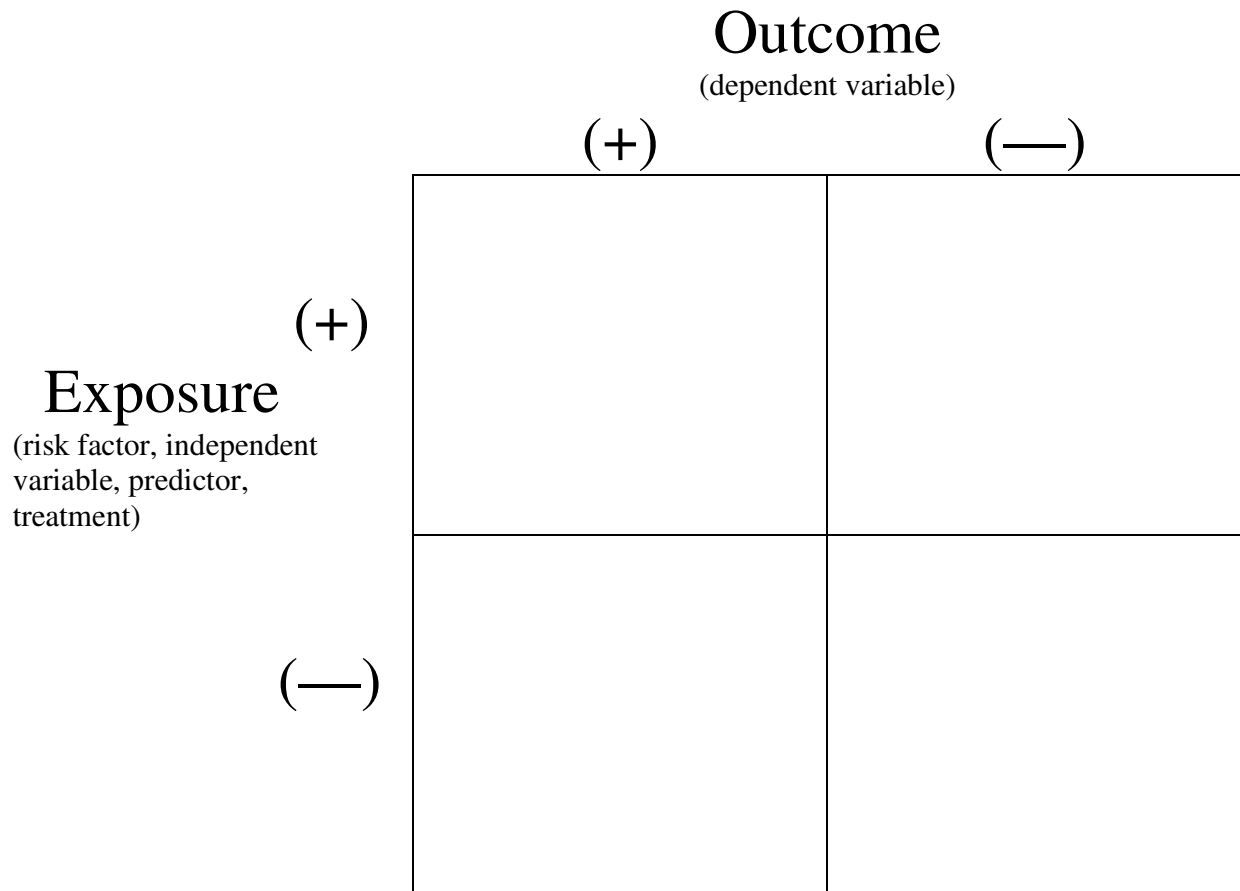 Outcome
(dependent variable)
(+) (—)
(+)
Exposure
(risk factor, independent
variable, predictor,
treatment)
(—)